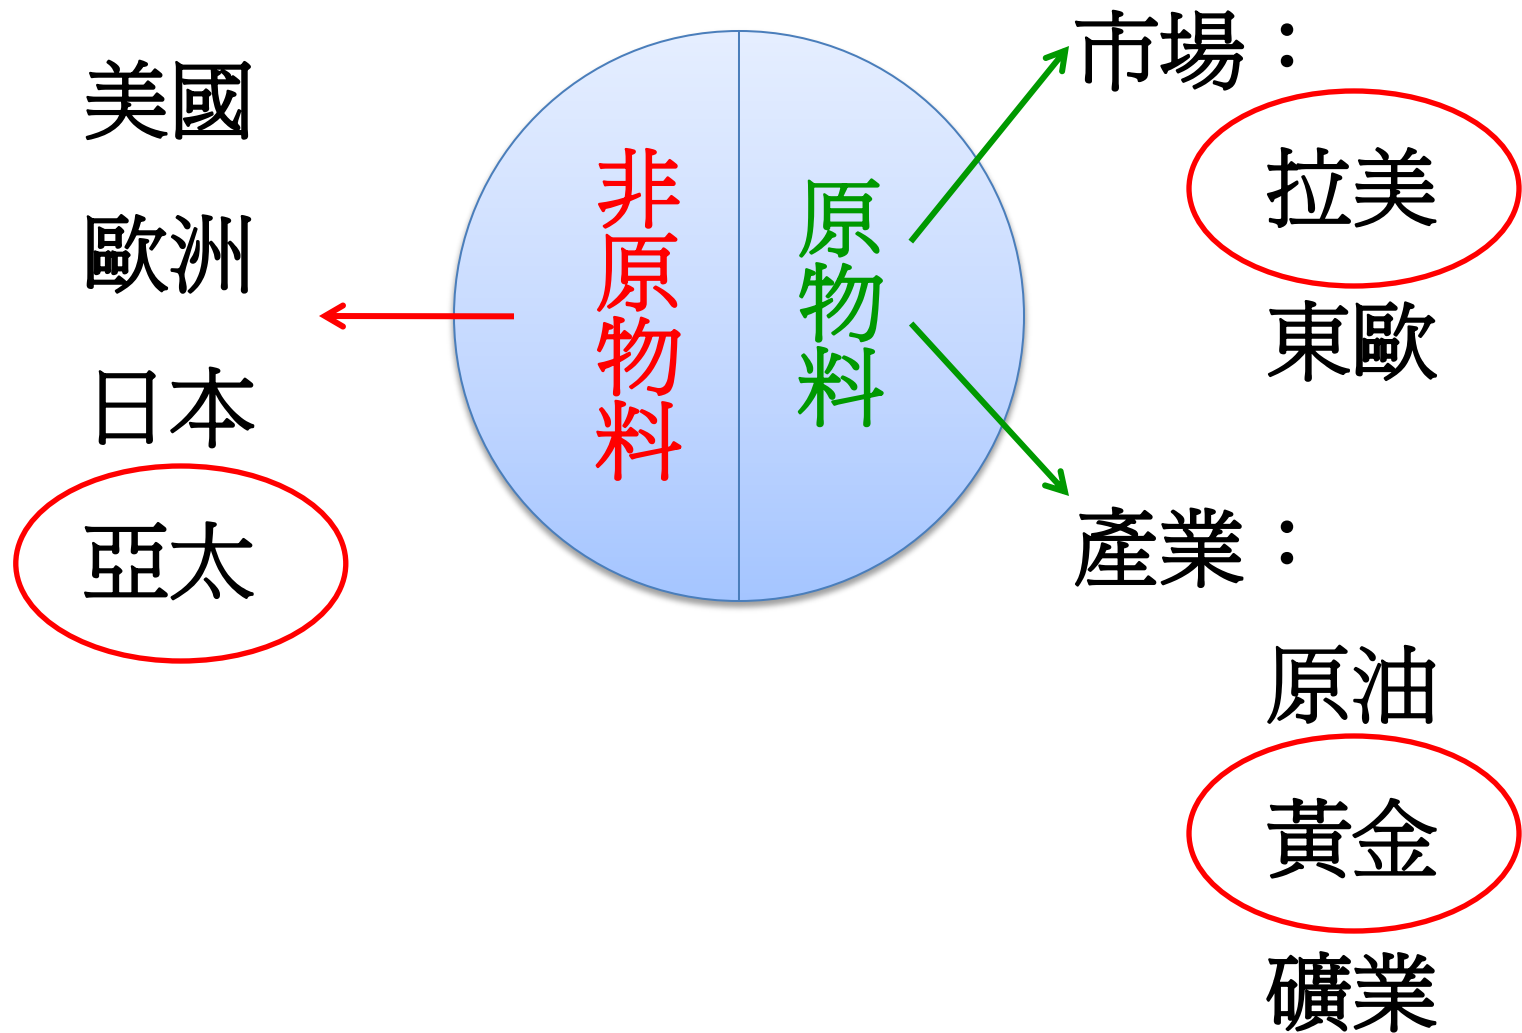 美國
歐洲
日本
亞太
非原物料
原物料
市場：
拉美
東歐
產業：
原油
黃金
礦業